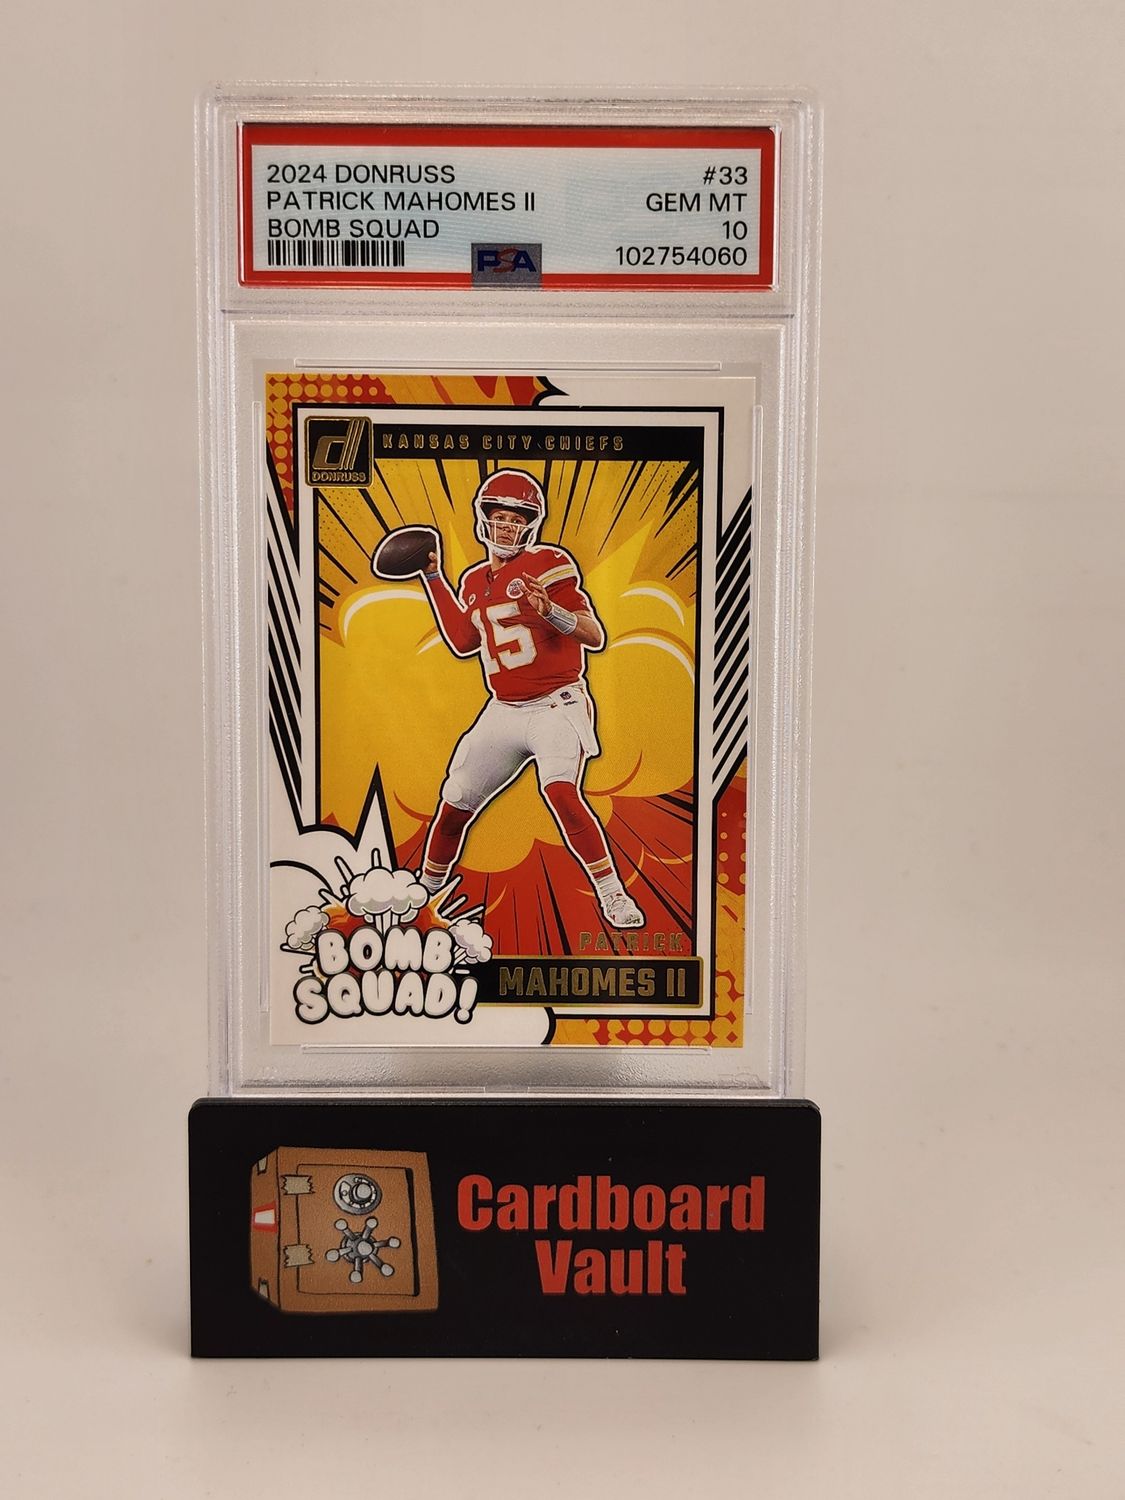 2024 DONRUSS #33
PATRICK MAHOMES II GEM MT
BOMB SQUAD 10
PSA 102754060
d
DONRUSS
KANSAS CITY CHIEFS
15
15
BOMB
SQUAD!
PATRICK
MAHOMES II
Cardboard
Vault